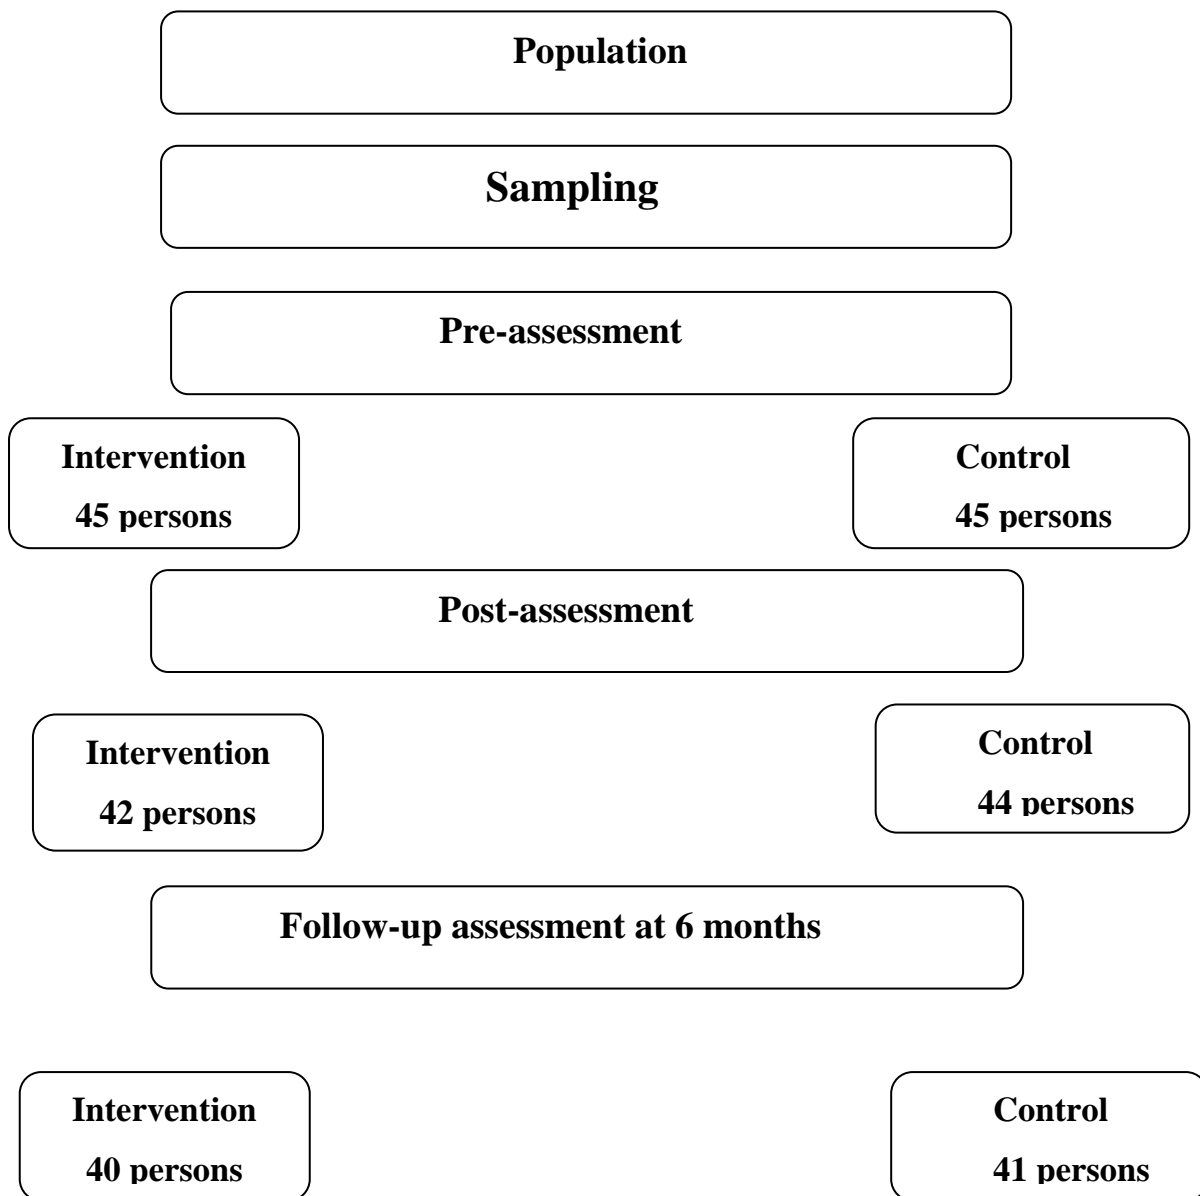 Population
Sampling
Pre-assessment
Intervention
45 persons
Control
45 persons
Post-assessment
Intervention
42 persons
Control
44 persons
Follow-up assessment at 6 months
Intervention
40 persons
Control
41 persons